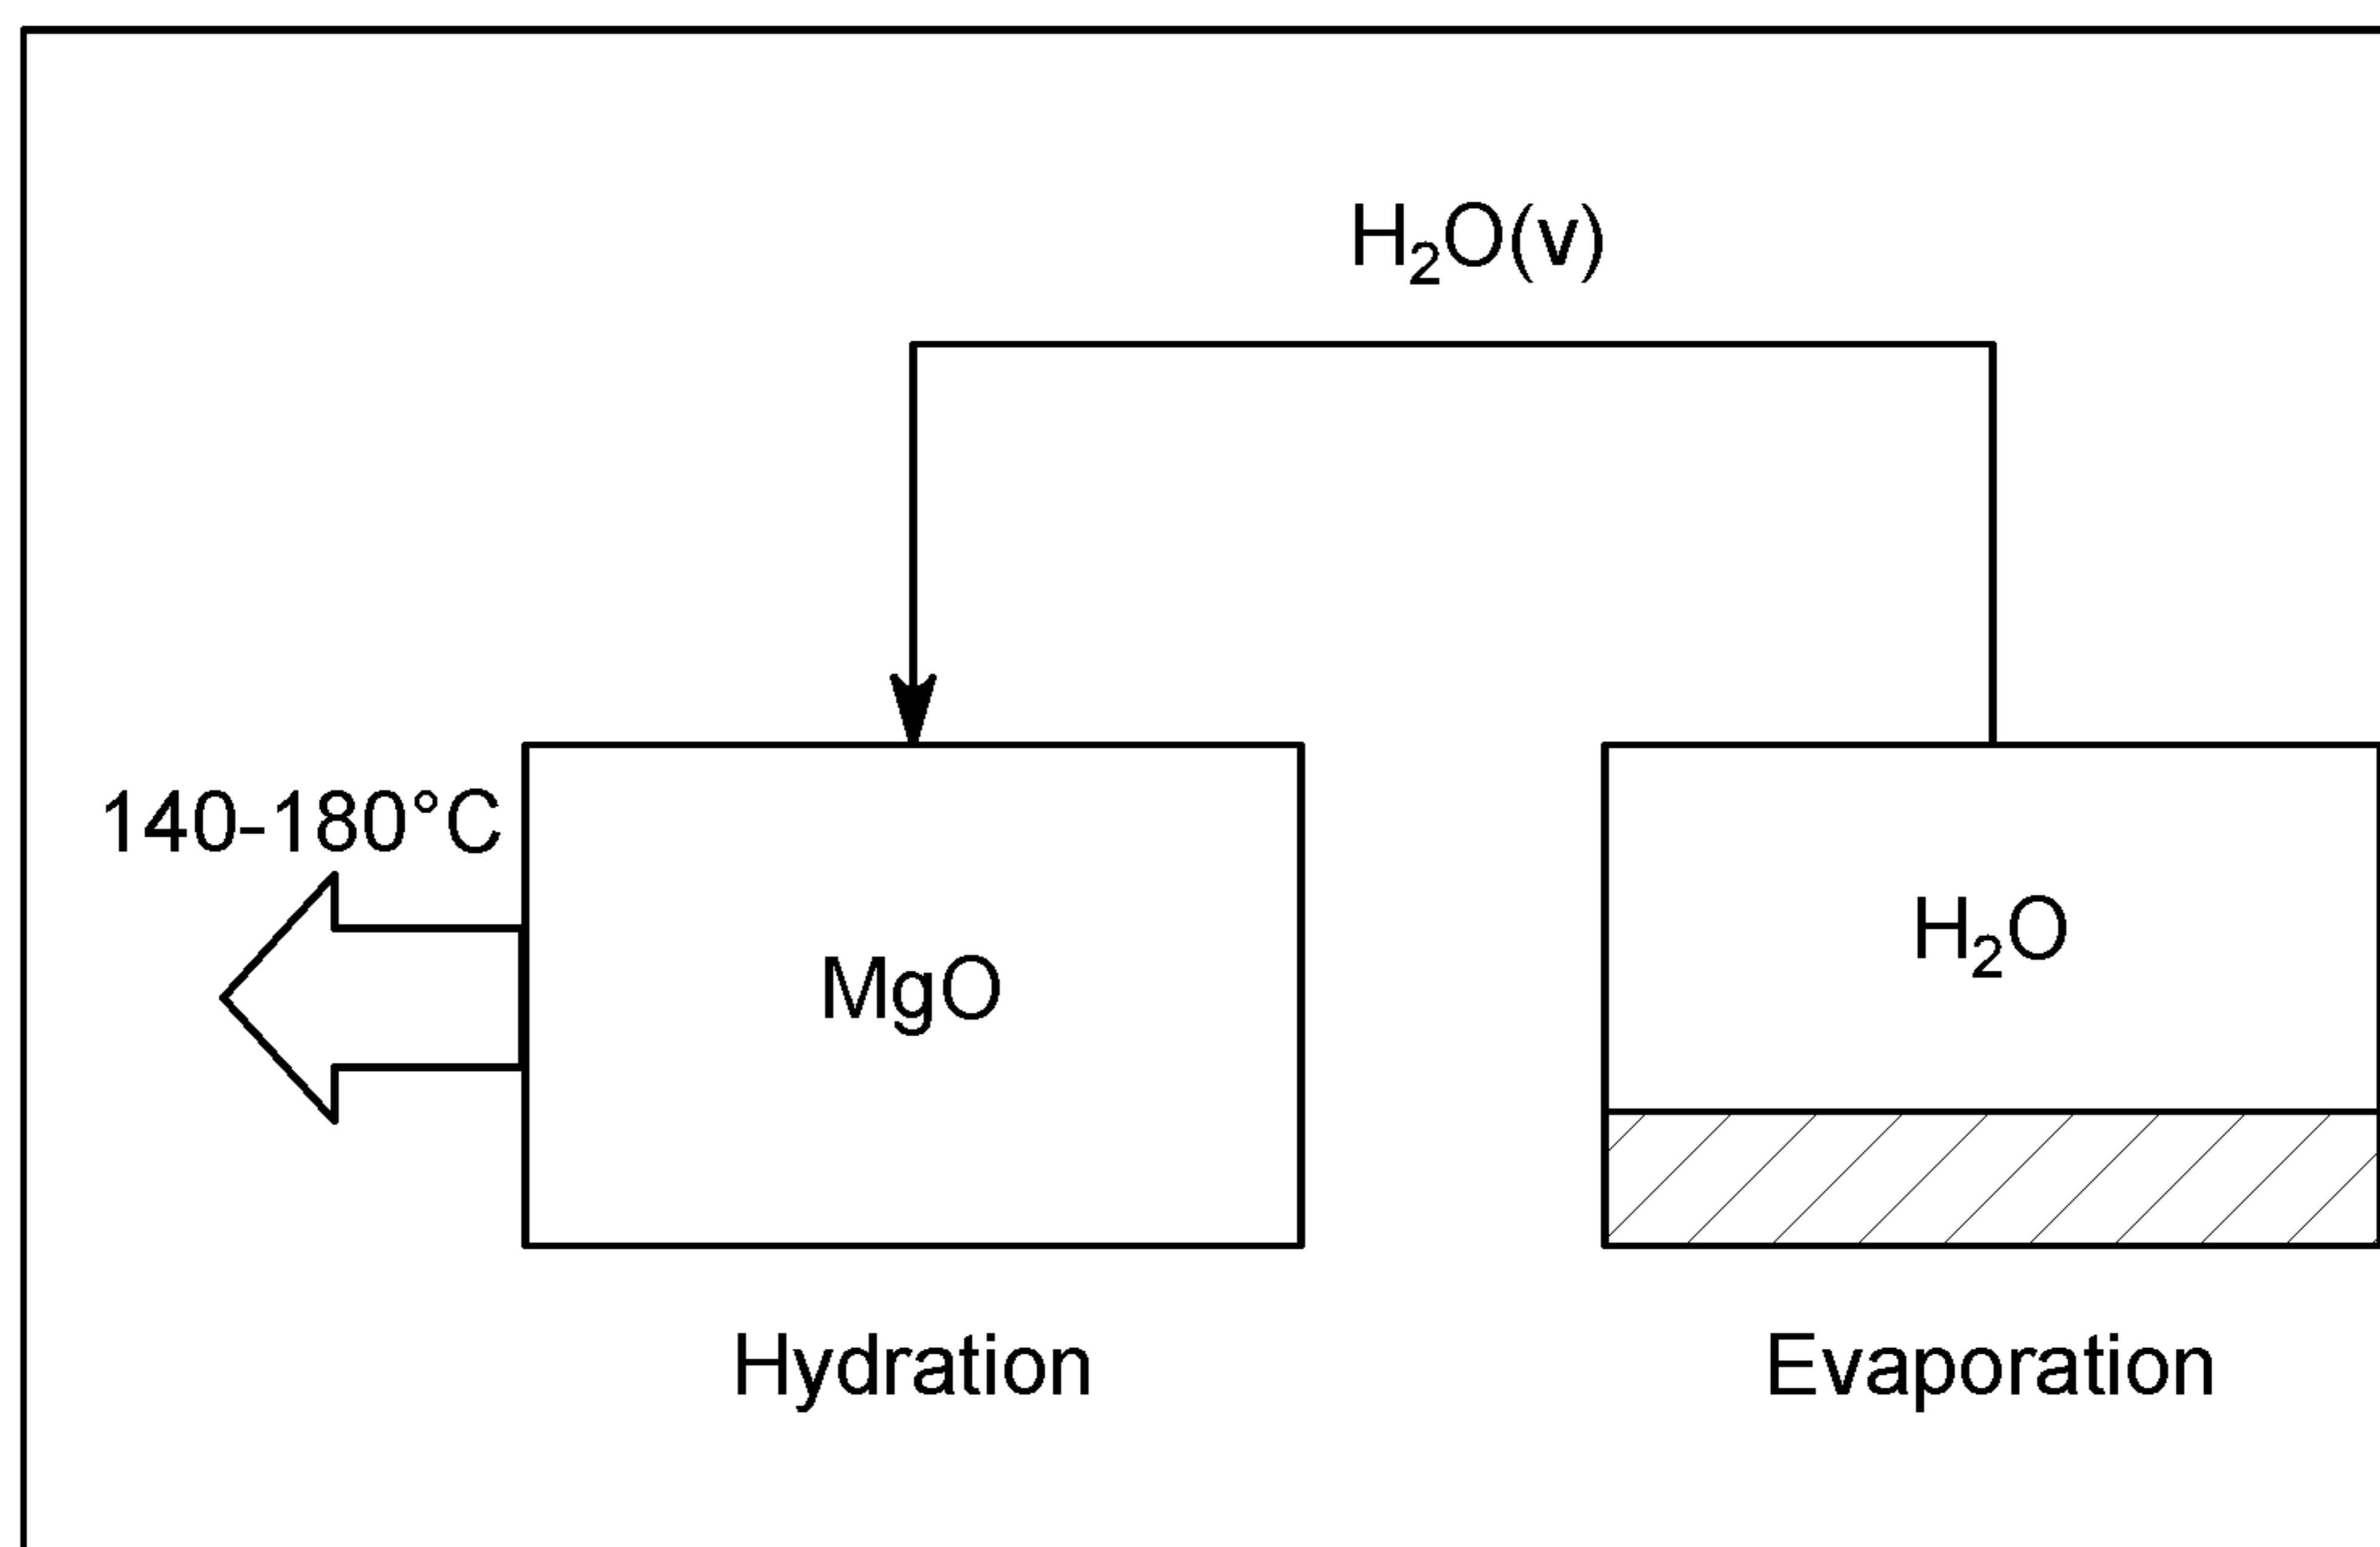 H₂O(v)
140-180°C
MgO
H₂O
Hydration
Evaporation